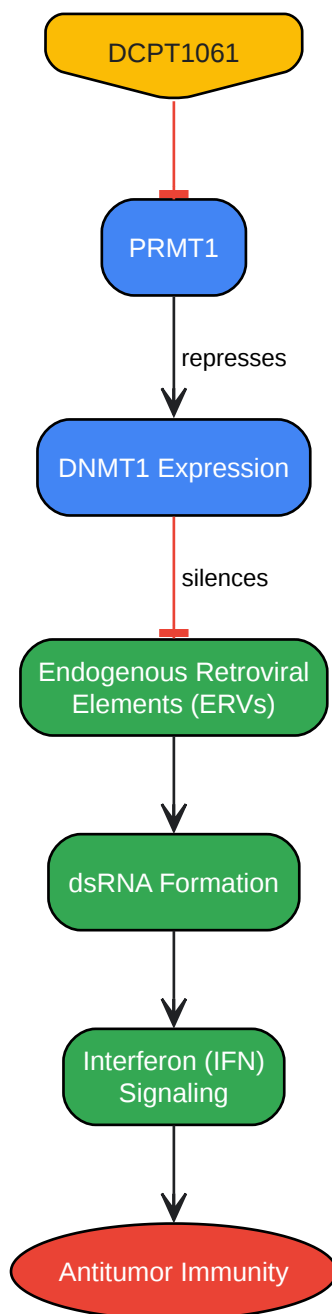 DCPT1061
PRMT1
represses
DNMT1 Expression
silences
Endogenous Retroviral
Elements (ERVs)
dsRNA Formation
Interferon (IFN)
Signaling
Antitumor Immunity